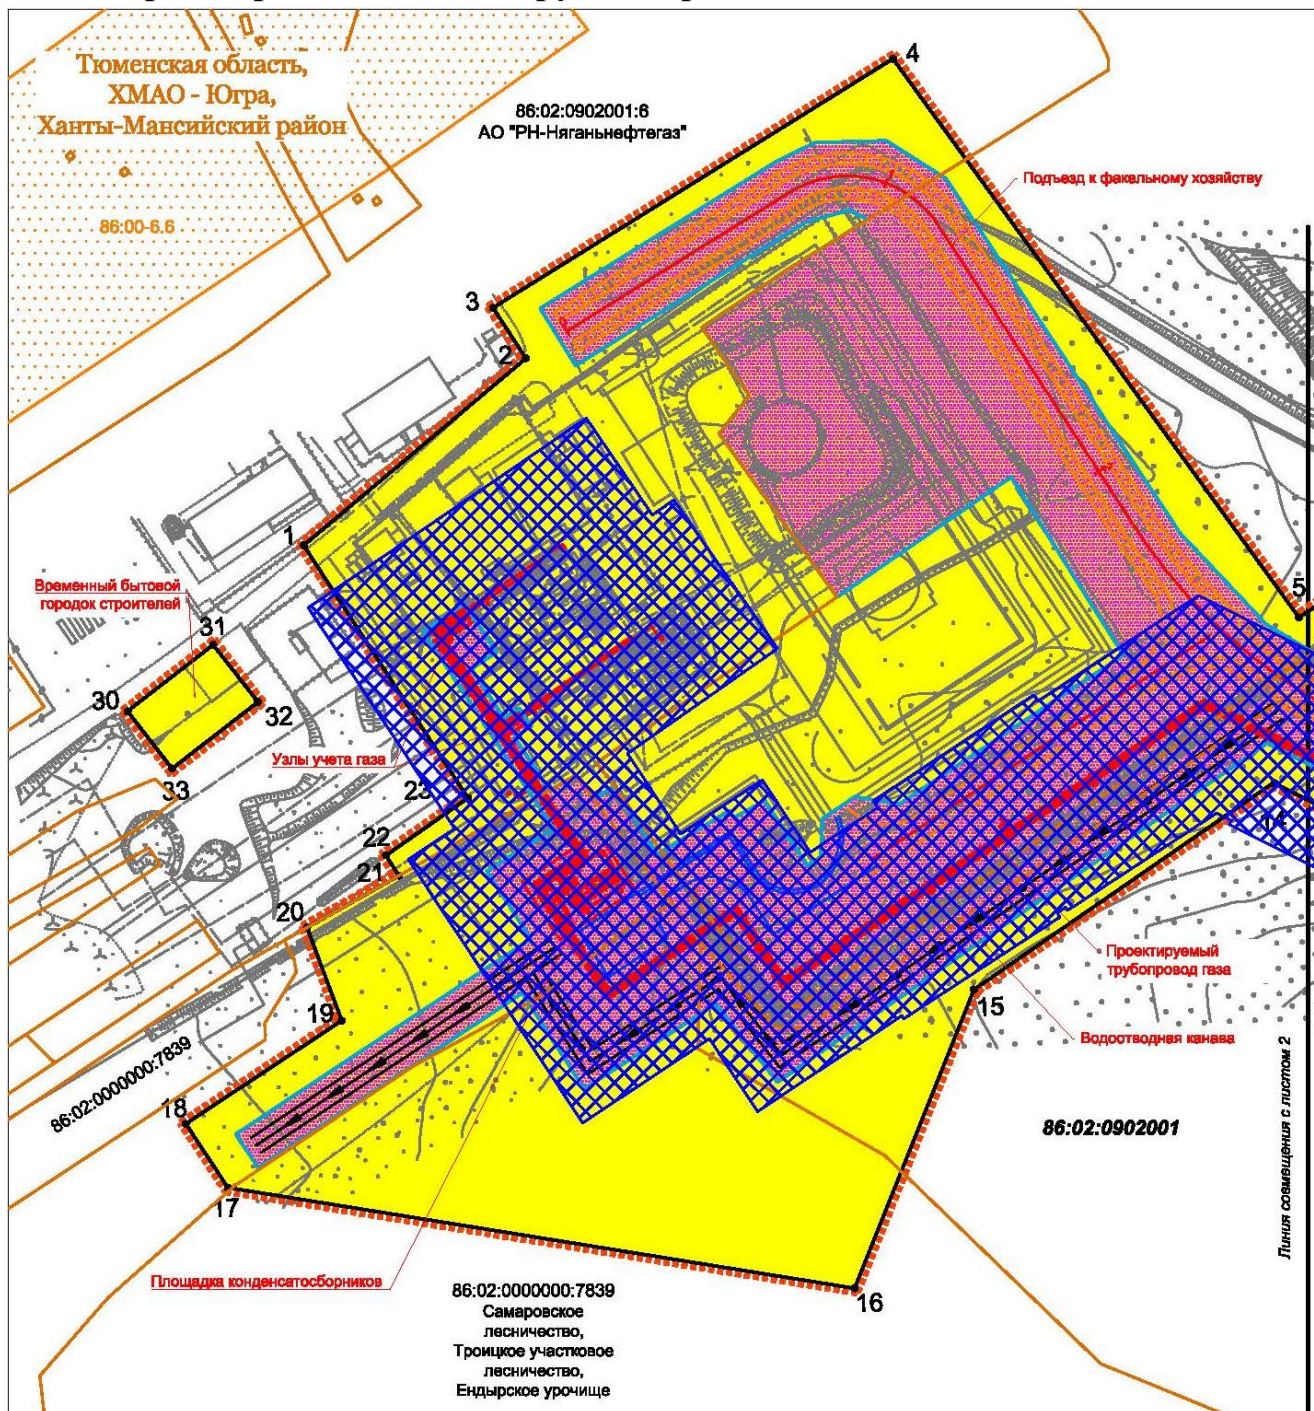 Тюменская область,
ХМАО - Югра,
Ханты-Мансийский район
86:02:0902001:6
АО "РН-Няганьнефтегаз"
4
Подъезд к факельному хозяйству
86:00-6.6
3
2
1
5
Временный бытовой
городок строителей
31
30
32
Узлы учета газа
33
23
14
22
21
20
Проектируемый
трубопровод газа
15
19
Водоотводная канава
86:02:0000000:7839
18
86:02:0902001
Линия совмещения с листом 2
17
Площадка конденсатосборников
86:02:0000000:7839
Самаровское
лесничество,
Троицкое участковое
лесничество,
Ендырское урочище
16